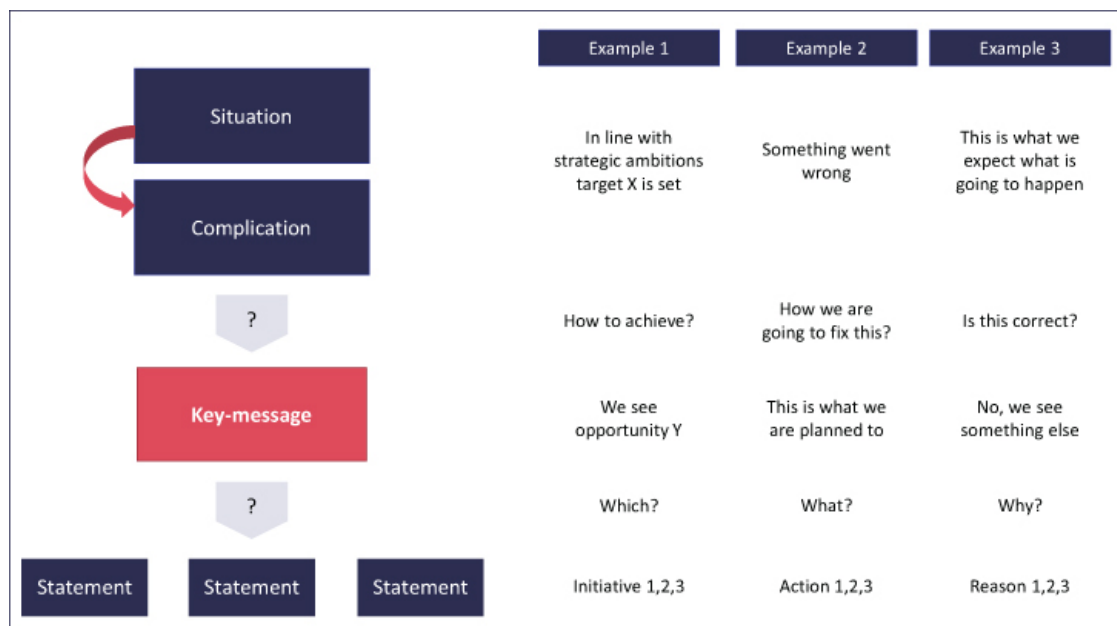 Example 1
Example 2
Example 3
Situation
In line with
strategic ambitions
target X is set
Something went
wrong
This is what we
expect what is
going to happen
Complication
?
How to achieve?
How we are
going to fix this?
Is this correct?
Key-message
We see
opportunity Y
This is what we
are planned to
No, we see
something else
?
Which?
What?
Why?
Statement
Statement
Statement
Initiative 1,2,3
Action 1,2,3
Reason 1,2,3